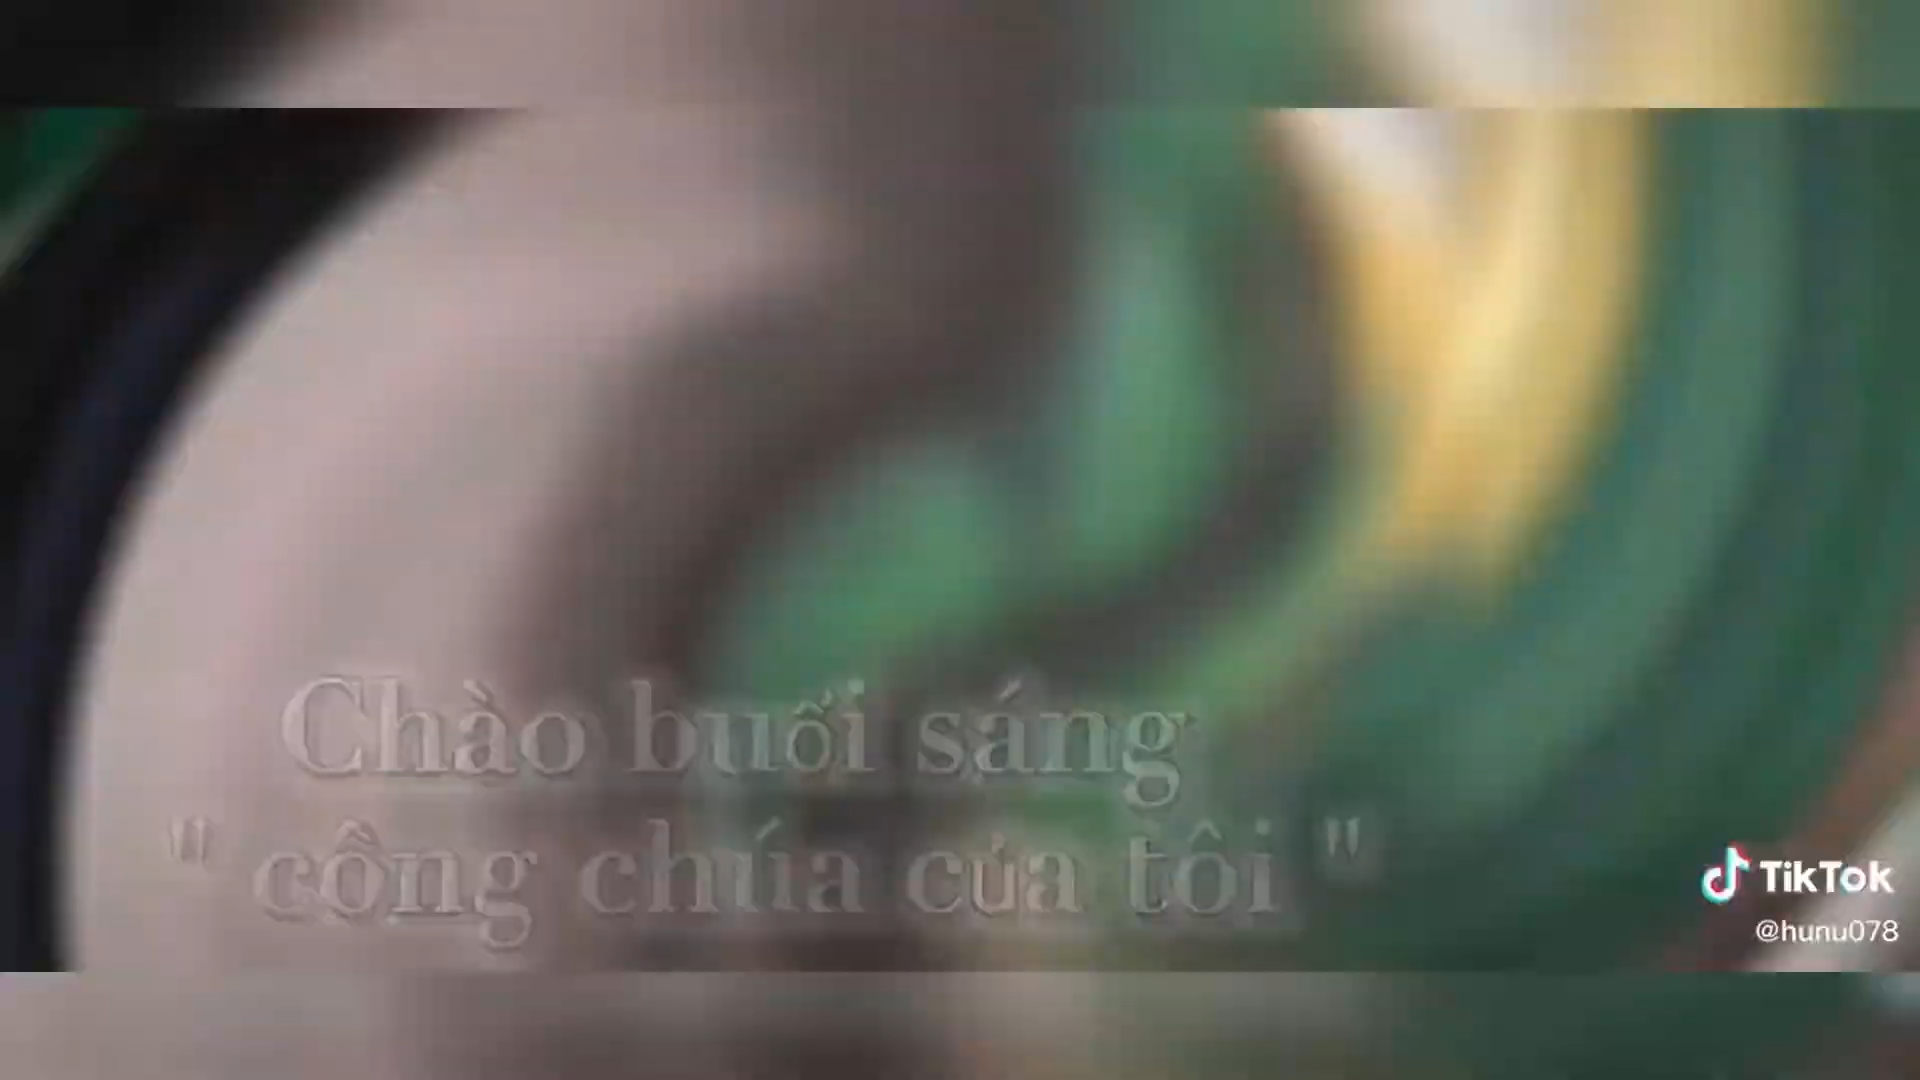 Chào buổi sáng
" công chúa của tôi "
TikTok
@hunu078